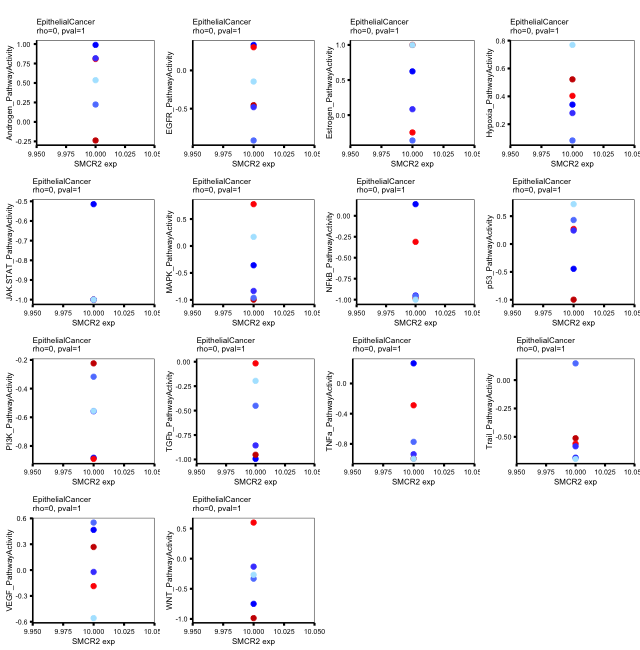 EpithelialCancer
rho=0, pval=1
Androgen_PathwayActivity
1.00
0.75
0.50
0.25
0.00
-0.25
9.950 9.975 10.000 10.025 10.05
SMCR2 exp
EpithelialCancer
rho=0, pval=1
EGFR_PathwayActivity
0.0
-0.5
9.950 9.975 10.000 10.025 10.05
SMCR2 exp
EpithelialCancer
rho=0, pval=1
Estrogen_PathwayActivity
1.0
0.5
0.0
9.950 9.975 10.000 10.025 10.05
SMCR2 exp
EpithelialCancer
rho=0, pval=1
Hypoxia_PathwayActivity
0.8
0.6
0.4
0.2
9.950 9.975 10.000 10.025 10.05
SMCR2 exp
EpithelialCancer
rho=0, pval=1
JAK.STAT_PathwayActivity
-0.5
-0.6
-0.7
-0.8
-0.9
-1.0
9.950 9.975 10.000 10.025 10.05
SMCR2 exp
EpithelialCancer
rho=0, pval=1
MAPK_PathwayActivity
0.5
0.0
-0.5
-1.0
9.950 9.975 10.000 10.025 10.05
SMCR2 exp
EpithelialCancer
rho=0, pval=1
NFkB_PathwayActivity
0.00
-0.25
-0.50
-0.75
-1.00
9.950 9.975 10.000 10.025 10.05
SMCR2 exp
EpithelialCancer
rho=0, pval=1
p53_PathwayActivity
0.5
0.0
-0.5
-1.0
9.950 9.975 10.000 10.025 10.05
SMCR2 exp
EpithelialCancer
rho=0, pval=1
PI3K_PathwayActivity
-0.2
-0.4
-0.6
-0.8
9.950 9.975 10.000 10.025 10.05
SMCR2 exp
EpithelialCancer
rho=0, pval=1
TGFb_PathwayActivity
0.00
-0.25
-0.50
-0.75
-1.00
9.950 9.975 10.000 10.025 10.05
SMCR2 exp
EpithelialCancer
rho=0, pval=1
TNFa_PathwayActivity
0.0
-0.4
-0.8
9.950 9.975 10.000 10.025 10.05
SMCR2 exp
EpithelialCancer
rho=0, pval=1
Trail_PathwayActivity
0.00
-0.25
-0.50
9.950 9.975 10.000 10.025 10.05
SMCR2 exp
EpithelialCancer
rho=0, pval=1
VEGF_PathwayActivity
0.6
0.3
0.0
-0.3
-0.6
9.950 9.975 10.000 10.025 10.05
SMCR2 exp
EpithelialCancer
rho=0, pval=1
WNT_PathwayActivity
0.5
0.0
-0.5
-1.0
9.950 9.975 10.000 10.025 10.050
SMCR2 exp